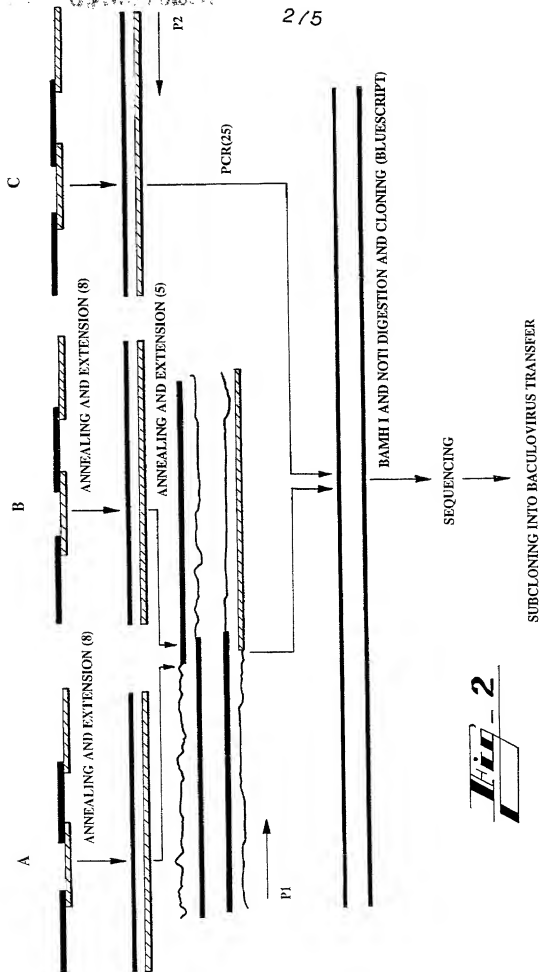 2/5
A
B
C
ANNEALING AND EXTENSION (8)
ANNEALING AND EXTENSION (8)
P2
ANNEALING AND EXTENSION (5)
PCR(25)
P1
BAMH I AND NOTI DIGESTION AND CLONING (BLUESCRIPT)
SEQUENCING
SUBCLONING INTO BACULOVIRUS TRANSFER
Fig-2